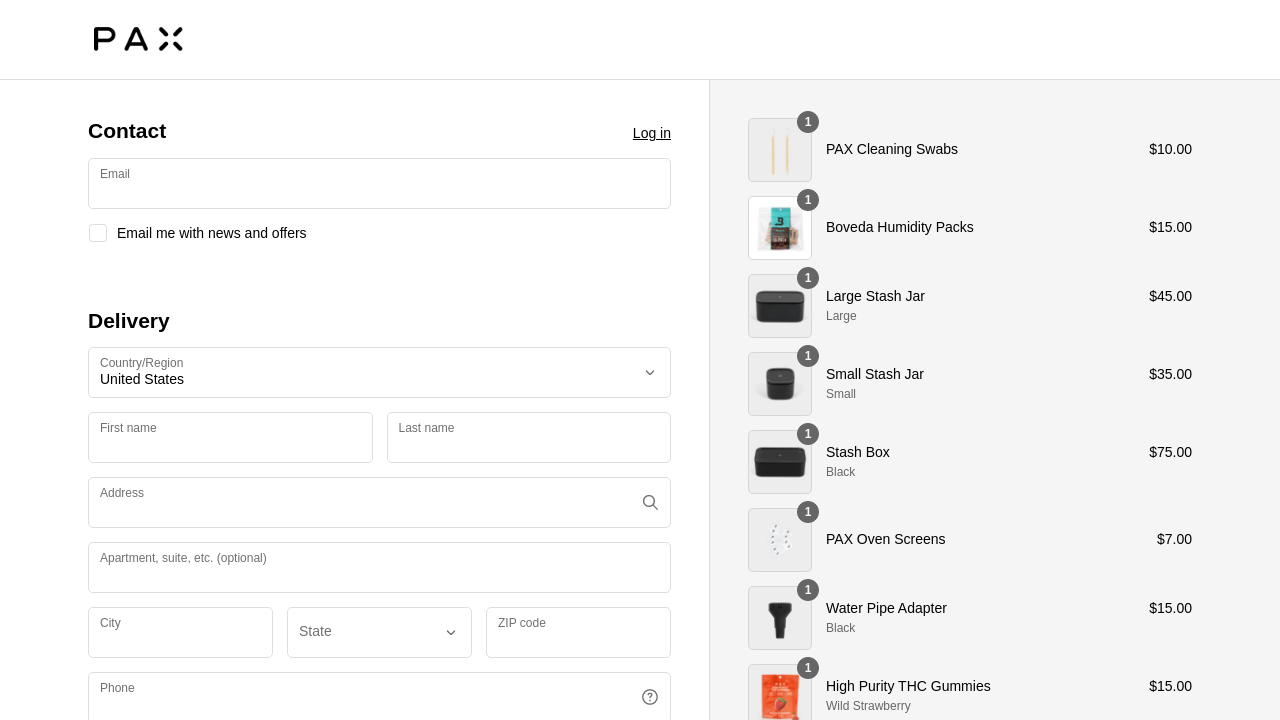 PAX
Contact
Log in
Email
Email me with news and offers
Delivery
Country/Region
United States
First name
Last name
Address
Apartment, suite, etc. (optional)
City
State
ZIP code
Phone
1
PAX Cleaning Swabs
$10.00
1
Boveda Humidity Packs
$15.00
1
Large Stash Jar
Large
$45.00
1
Small Stash Jar
Small
$35.00
1
Stash Box
Black
$75.00
1
PAX Oven Screens
$7.00
1
Water Pipe Adapter
Black
$15.00
1
High Purity THC Gummies
Wild Strawberry
$15.00